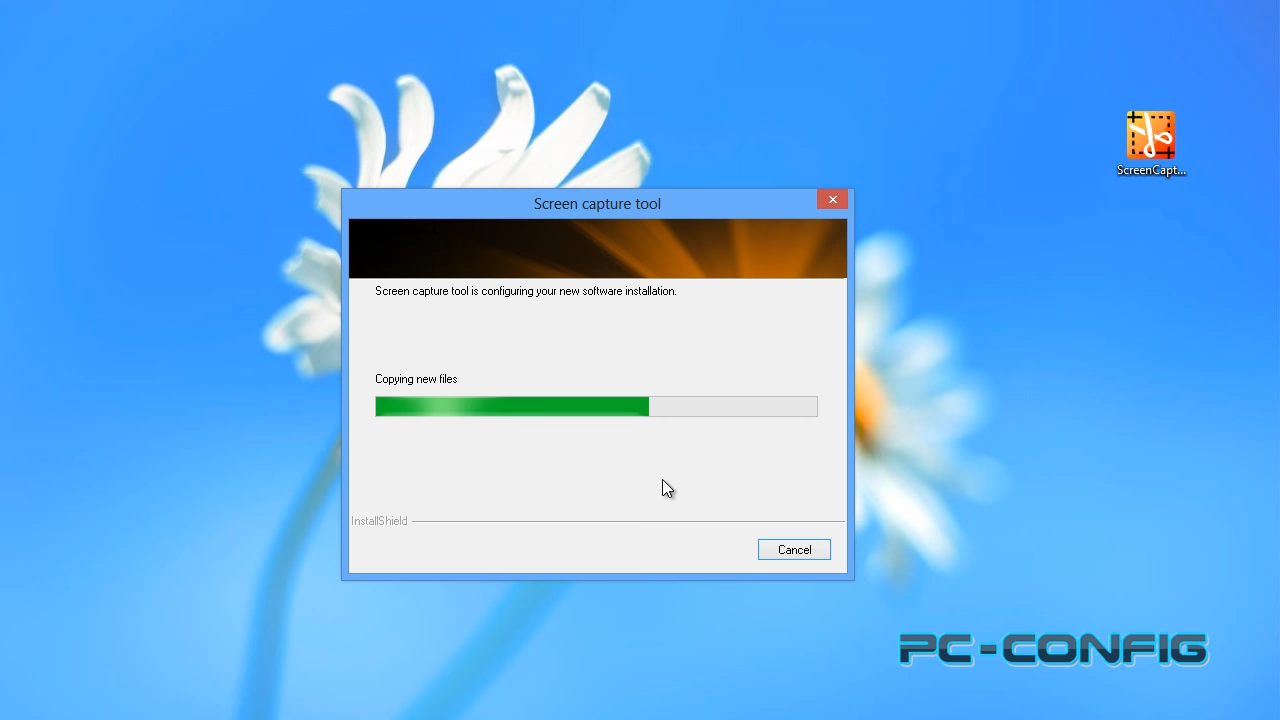 ScreenCapt...
Screen capture tool
Screen capture tool is configuring your new software installation.
Copying new files
InstallShield
Cancel
PC-CONFIG